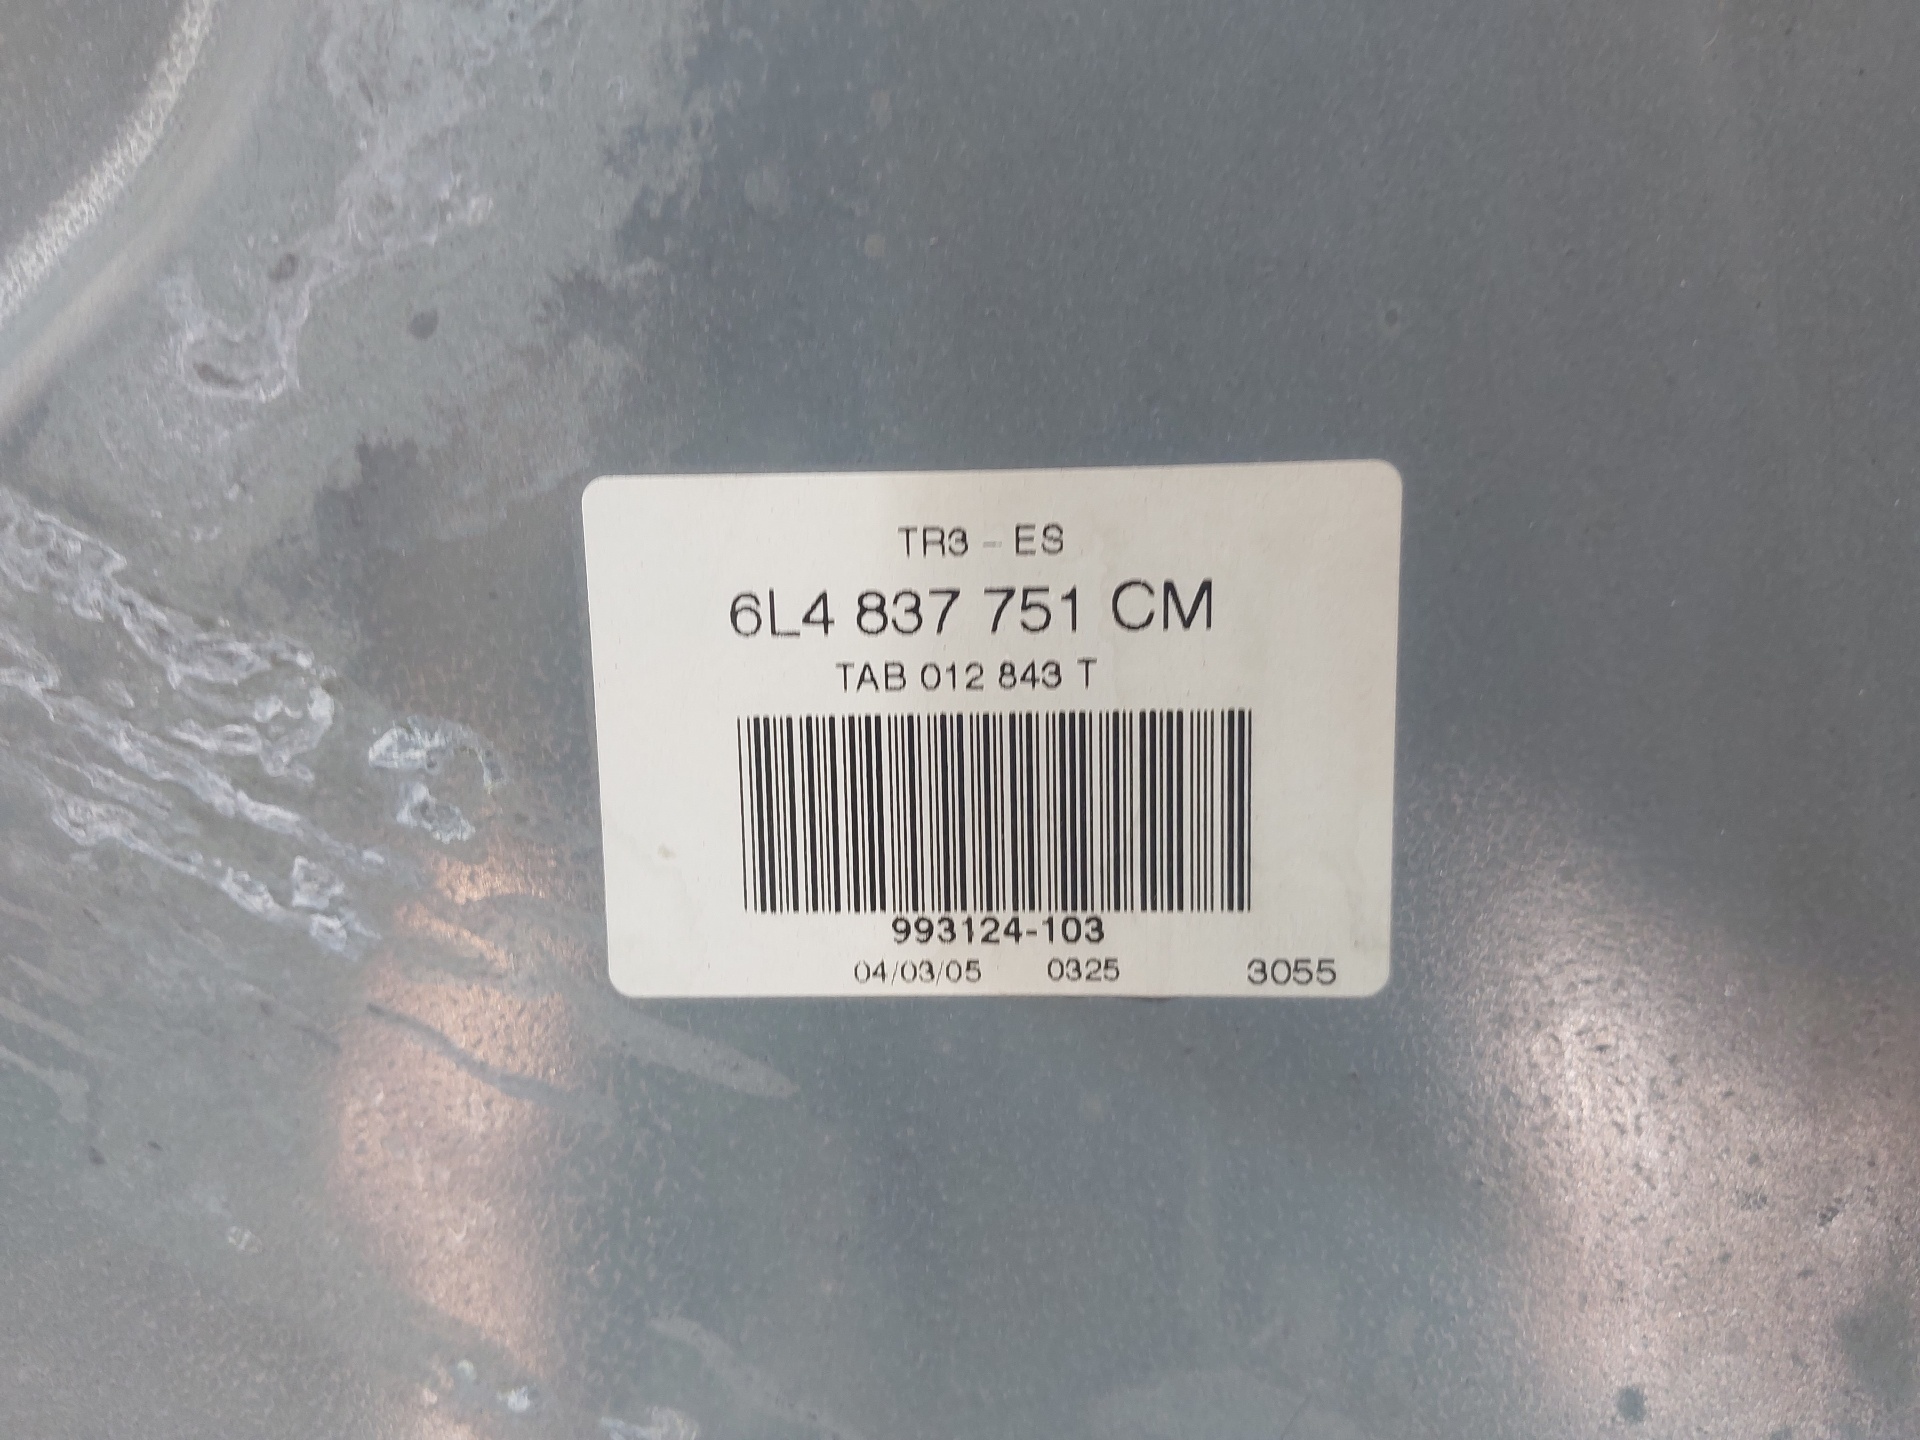 TR3 - ES
6L4 837 751 CM
TAB 012 843 T
993124-103
04/03/05 0325 3055